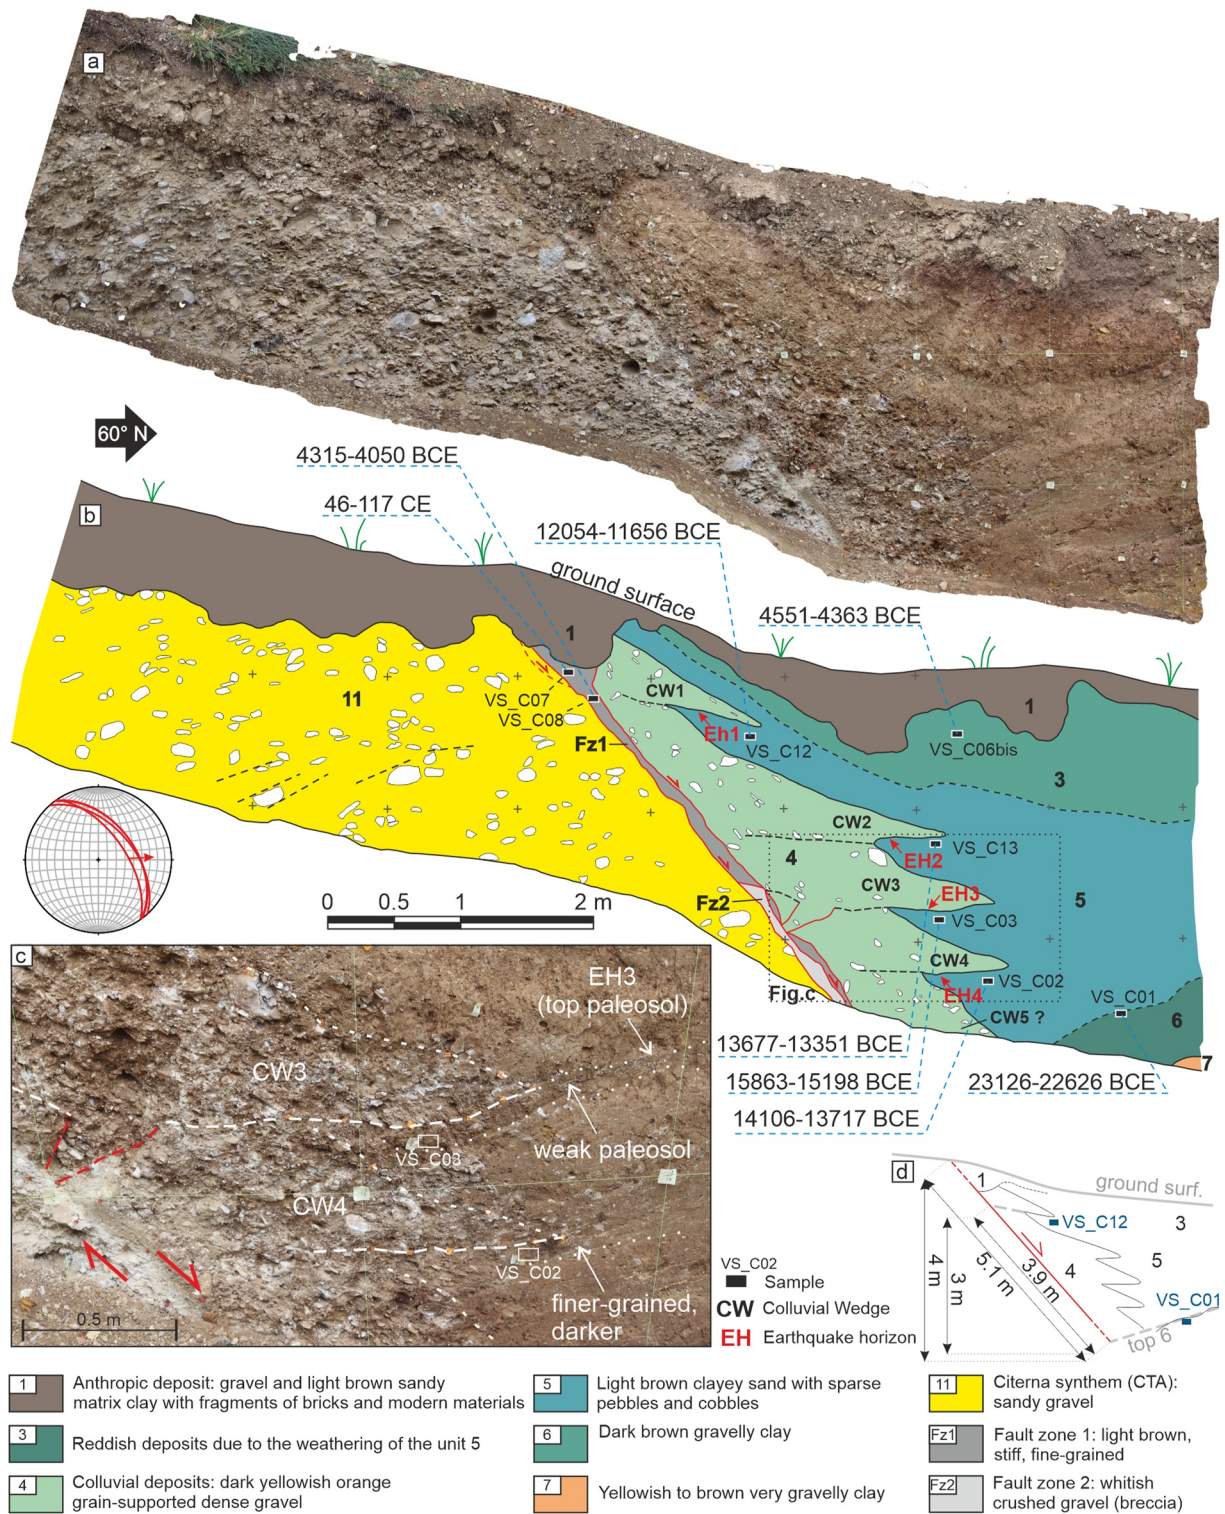 a
60° N
4315-4050 BCE
46-117 CE
12054-11656 BCE
b
ground surface
4551-4363 BCE
1
11
VS_C07
VS_C08
CW1
Eh1
VS_C12
1
VS_C06bis
Fz1
3
CW2
4
EH2
VS_C13
CW3
EH3
5
Fz2
VS_C03
0 0.5 1 2 m
CW4
VS_C02
EH4
Fig.c
CW5 ?
VS_C01
6
7
13677-13351 BCE
15863-15198 BCE
23126-22626 BCE
14106-13717 BCE
c
EH3
(top paleosol)
CW3
weak paleosol
VS_C03
CW4
VS_C02
finer-grained,
darker
0.5 m
d
1
ground surf.
VS_C12
3
5
4
4 m
3 m
5.1 m
3.9 m
VS_C01
top 6
VS_C02
Sample
CW Colluvial Wedge
EH Earthquake horizon
1 Anthropic deposit: gravel and light brown sandy
matrix clay with fragments of bricks and modern materials
3 Reddish deposits due to the weathering of the unit 5
4 Colluvial deposits: dark yellowish orange
grain-supported dense gravel
5 Light brown clayey sand with sparse
pebbles and cobbles
6 Dark brown gravelly clay
7 Yellowish to brown very gravelly clay
11 Citerna synthem (CTA):
sandy gravel
Fz1 Fault zone 1: light brown,
stiff, fine-grained
Fz2 Fault zone 2: whitish
crushed gravel (breccia)